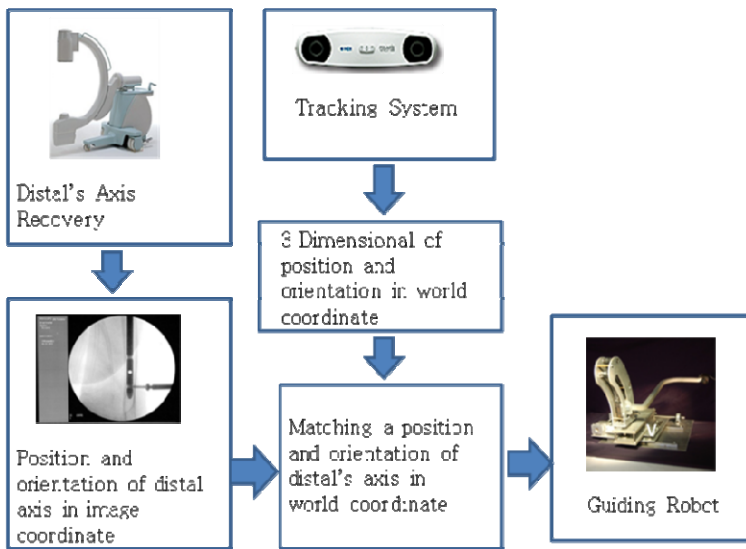 Tracking System
Distal's Axis
Recovery
3 Dimensional of
position and
orientation in world
coordinate
Position and
orientation of distal
axis in image
coordinate
Matching a position
and orientation of
distal's axis in
world coordinate
Guiding Robot